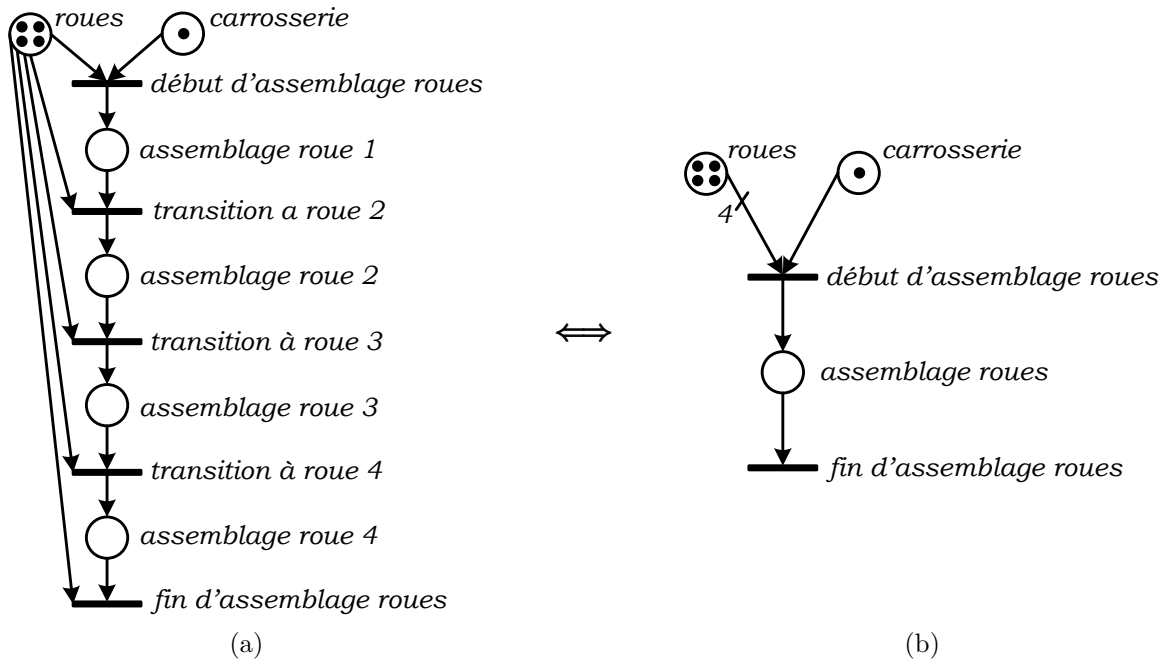 roues
carrosserie
début d'assemblage roues
assemblage roue 1
transition a roue 2
assemblage roue 2
transition à roue 3
assemblage roue 3
transition à roue 4
assemblage roue 4
fin d'assemblage roues
(a)
⟺
roues
carrosserie
4
début d'assemblage roues
assemblage roues
fin d'assemblage roues
(b)